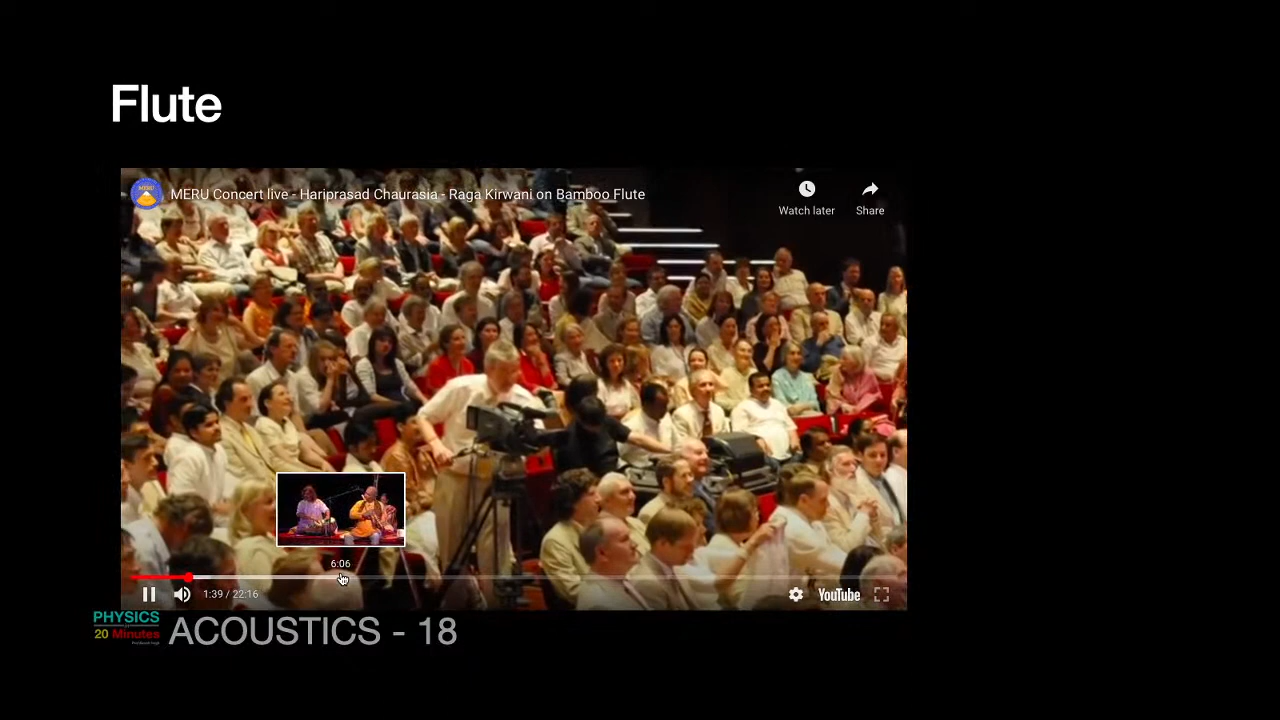 Flute
MERU
MERU Concert live - Hariprasad Chaurasia - Raga Kirwani on Bamboo Flute
Watch later
Share
6:06
1:39 / 22:16
YouTube
PHYSICS
20 Minutes
ACOUSTICS - 18